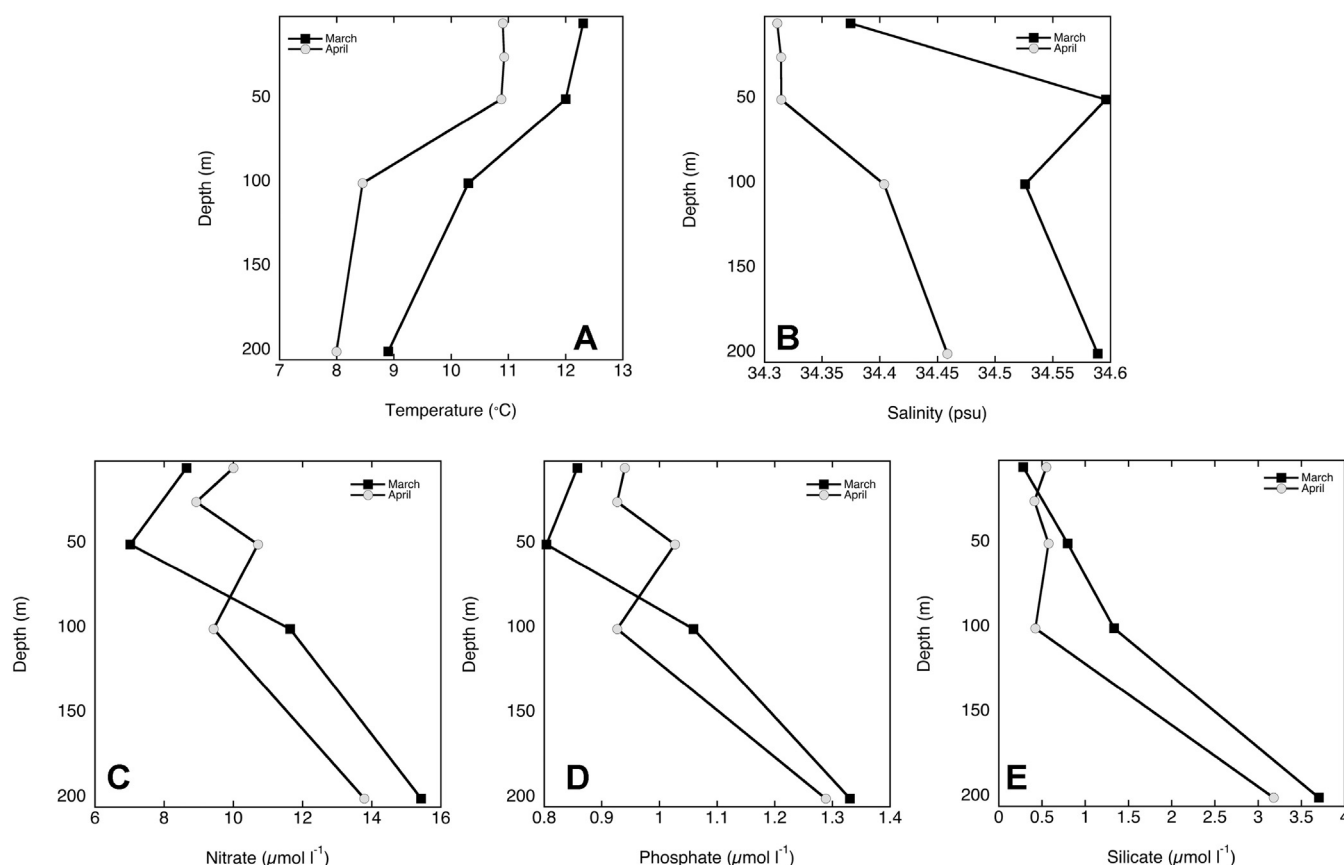 March
April
50
100
150
200
Depth (m)
7 8 9 10 11 12 13
Temperature (°C)
A
March
April
50
100
150
200
Depth (m)
34.3 34.35 34.4 34.45 34.5 34.55 34.6
Salinity (psu)
B
March
April
50
100
150
200
Depth (m)
6 8 10 12 14 16
Nitrate (µmol l⁻¹)
C
March
April
50
100
150
200
Depth (m)
0.8 0.9 1 1.1 1.2 1.3 1.4
Phosphate (µmol l⁻¹)
D
March
April
50
100
150
200
Depth (m)
0 0.5 1 1.5 2 2.5 3 3.5 4
Silicate (µmol l⁻¹)
E